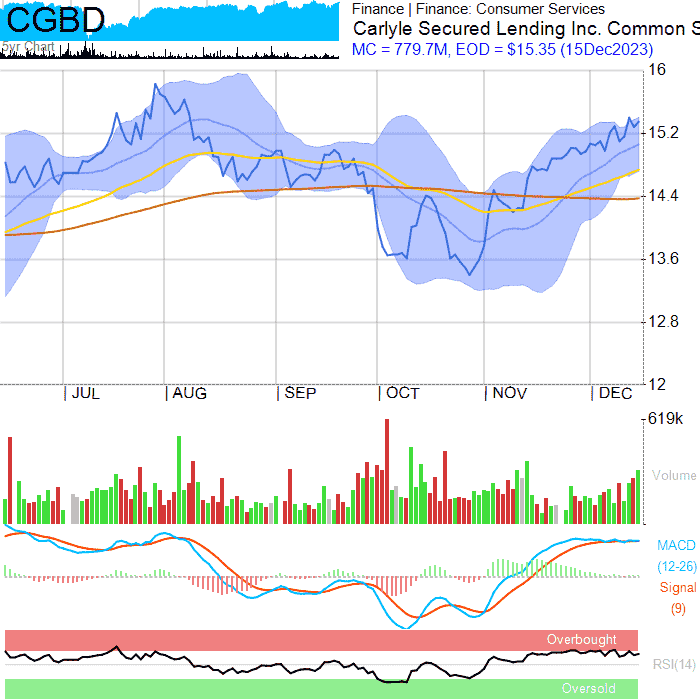 CGBD
5yr Chart
Finance | Finance: Consumer Services
Carlyle Secured Lending Inc. Common S
MC = 779.7M, EOD = $15.35 (15Dec2023)
16
15.2
14.4
13.6
12.8
12
JUL AUG SEP OCT NOV DEC
619k
Volume
MACD
(12-26)
Signal
(9)
Overbought
RSI(14)
Oversold